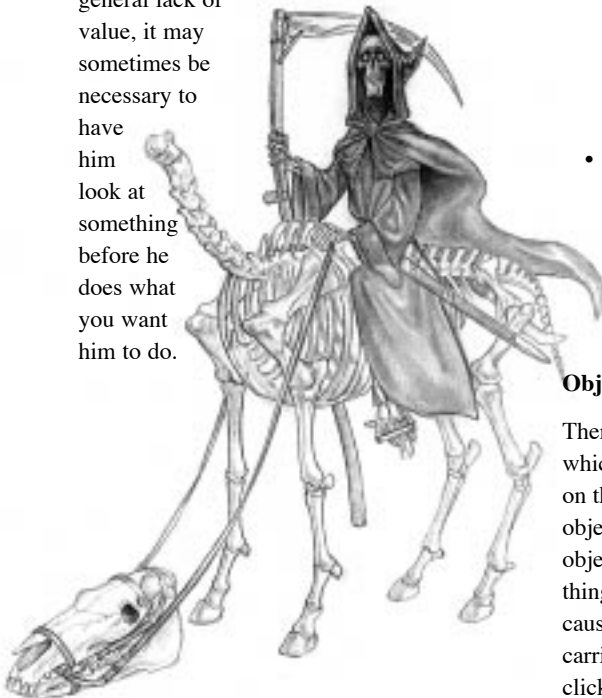 general lack of
value, it may
sometimes be
necessary to
have
him
look at
something
before he
does what
you want
him to do.
•
Obj
Ther
whic
on th
obje
obje
thing
caus
carri
click